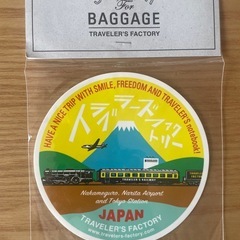 For
BAGGAGE
TRAVELER'S FACTORY
HAVE A NICE TRIP WITH SMILE, FREEDOM AND TRAVELER'S notebook!
トラベラーズ
ファクトリー
Nakameguro, Narita Airport
and Tokyo Station
JAPAN
TRAVELER'S FACTORY
www.travelers-factory.com